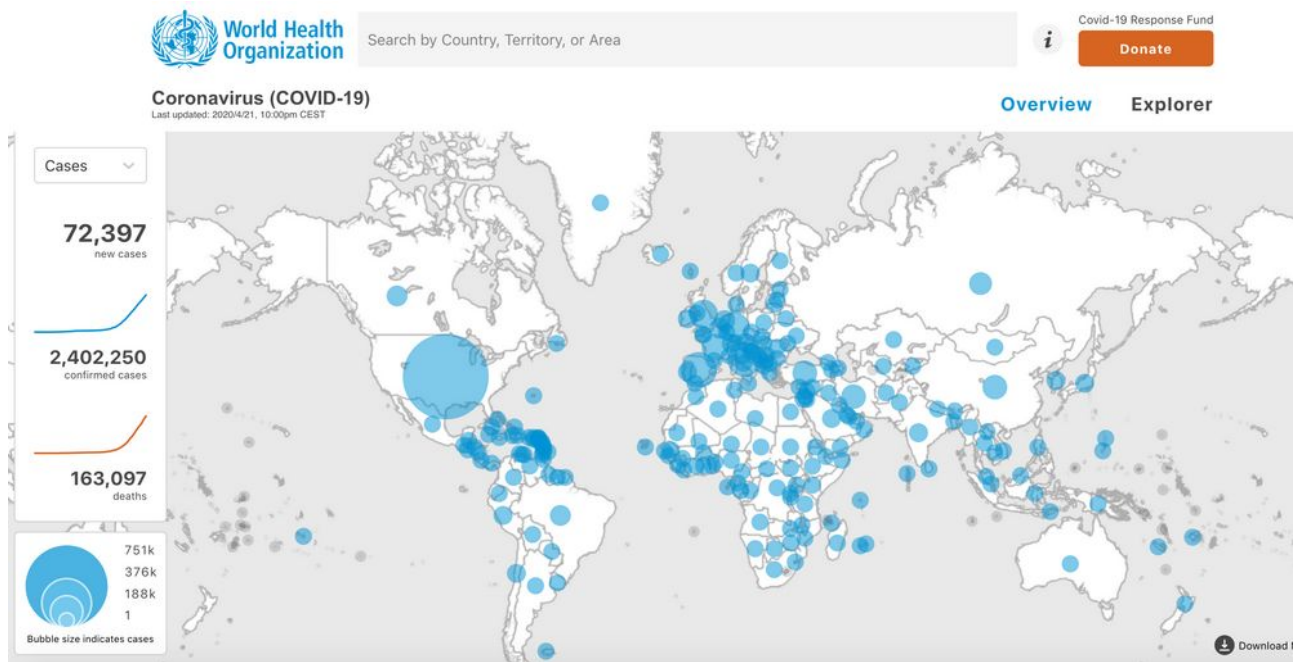 World Health
Organization
Search by Country, Territory, or Area
i
Covid-19 Response Fund
Donate
Coronavirus (COVID-19)
Last updated: 2020/4/21, 10:00pm CEST
Overview
Explorer
Cases
72,397
new cases
2,402,250
confirmed cases
163,097
deaths
751k
376k
188k
1
Bubble size indicates cases
Download